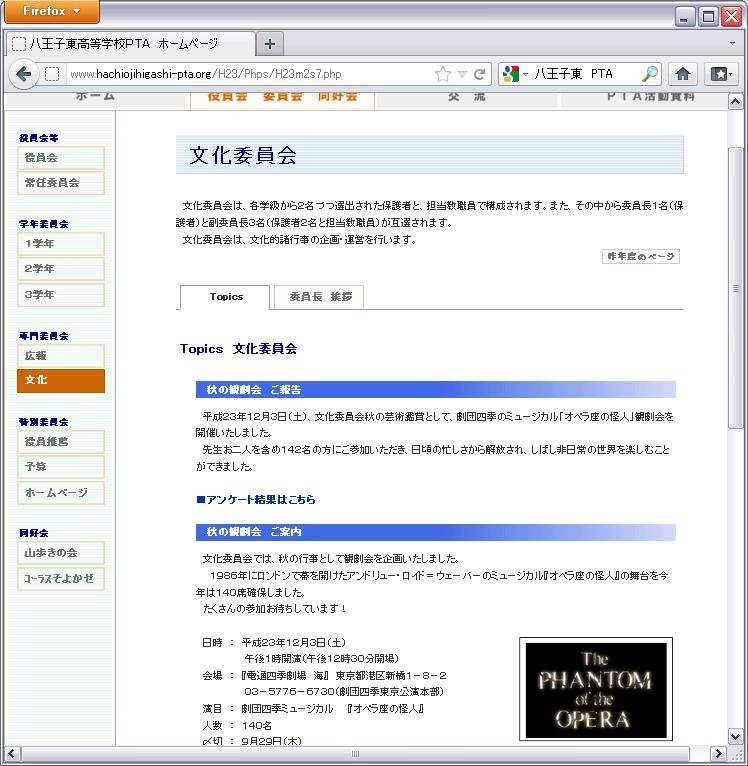 Firefox
八王子東高等学校PTA ホームページ
www.hachiojihigashi-pta.org/H23/Phps/H23m2s7.php
八王子東 PTA
ホーム
役員会 委員会 同好会
交 流
PTA活動資料
役員会等
役員会
常任委員会
学年委員会
1学年
2学年
3学年
専門委員会
広報
文化
特別委員会
役員推薦
予算
ホームページ
同好会
山歩きの会
コーラスそよかぜ
文化委員会
文化委員会は、各学級から2名づつ選出された保護者と、担当教職員で構成されます。また、その中から委員長1名(保
護者)と副委員長3名(保護者2名と担当教職員)が互選されます。
文化委員会は、文化的諸行事の企画・運営を行います。
昨年度のページ
Topics
委員長 挨拶
Topics 文化委員会
秋の観劇会 ご報告
平成23年12月3日(土)、文化委員会秋の芸術鑑賞として、劇団四季のミュージカル「オペラ座の怪人」観劇会を
開催いたしました。
先生お二人を含め142名の方にご参加いただき、日頃の忙しさから解放され、しばし非日常の世界を楽しむこと
ができました。
■アンケート結果はこちら
秋の観劇会 ご案内
文化委員会では、秋の行事として観劇会を企画いたしました。
1986年にロンドンで幕を開けたアンドリュー・ロイド＝ウェーバーのミュージカル『オペラ座の怪人』の舞台を今
年は140席確保しました。
たくさんの参加お待ちしています！
日時 ： 平成23年12月3日(土)
午後1時開演(午後12時30分開場)
会場 ： 『電通四季劇場 海』 東京都港区新橋1－8－2
03－5776－6730(劇団四季東京公演本部)
演目 ： 劇団四季ミュージカル 『オペラ座の怪人』
人数 ： 140名
〆切 ： 9月29日(木)
The
PHANTOM
of the
OPERA